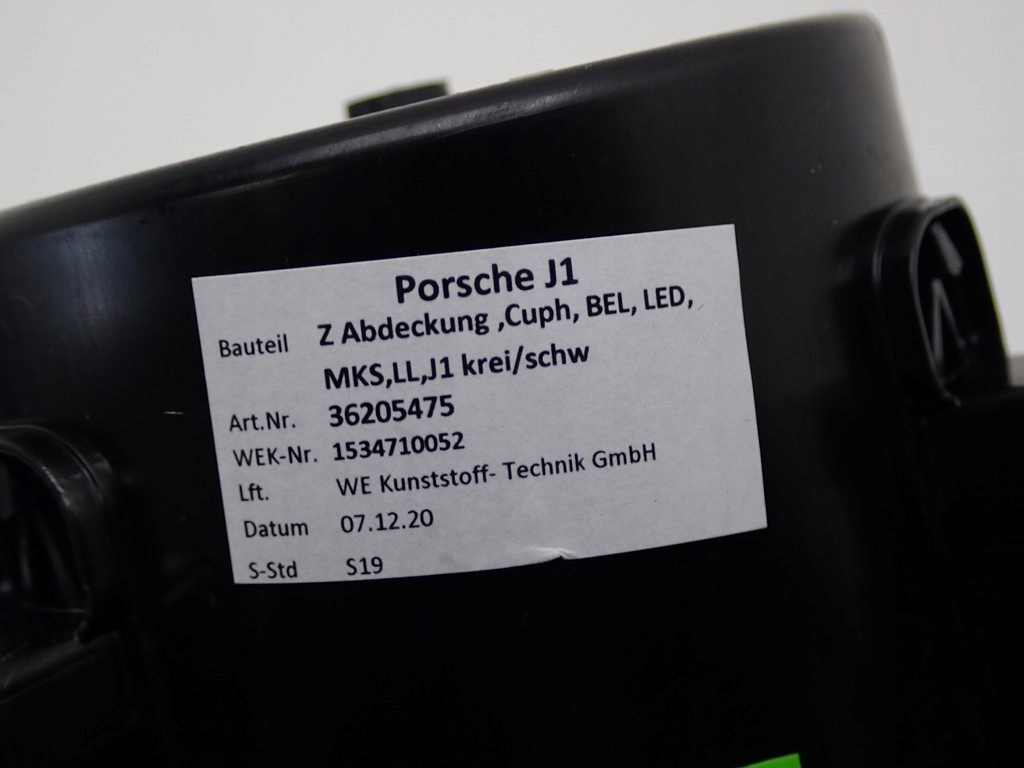 Porsche J1
Bauteil Z Abdeckung ,Cuph, BEL, LED,
MKS,LL,J1 krei/schw
Art.Nr. 36205475
WEK-Nr. 1534710052
Lft. WE Kunststoff- Technik GmbH
Datum 07.12.20
S-Std S19